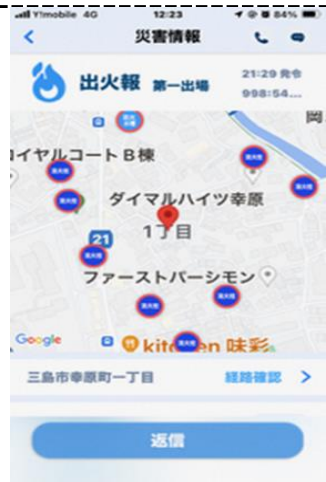 Y!mobile 4G 12:23 84%
災害情報
出火報 第一出場
21:29 発令
998:54...
岡
イヤルコートB棟
ダイマルハイツ幸原
1丁目
21
ファーストパーシモン
Google
kitchen 味彩
三島市幸原町一丁目 経路確認
返信